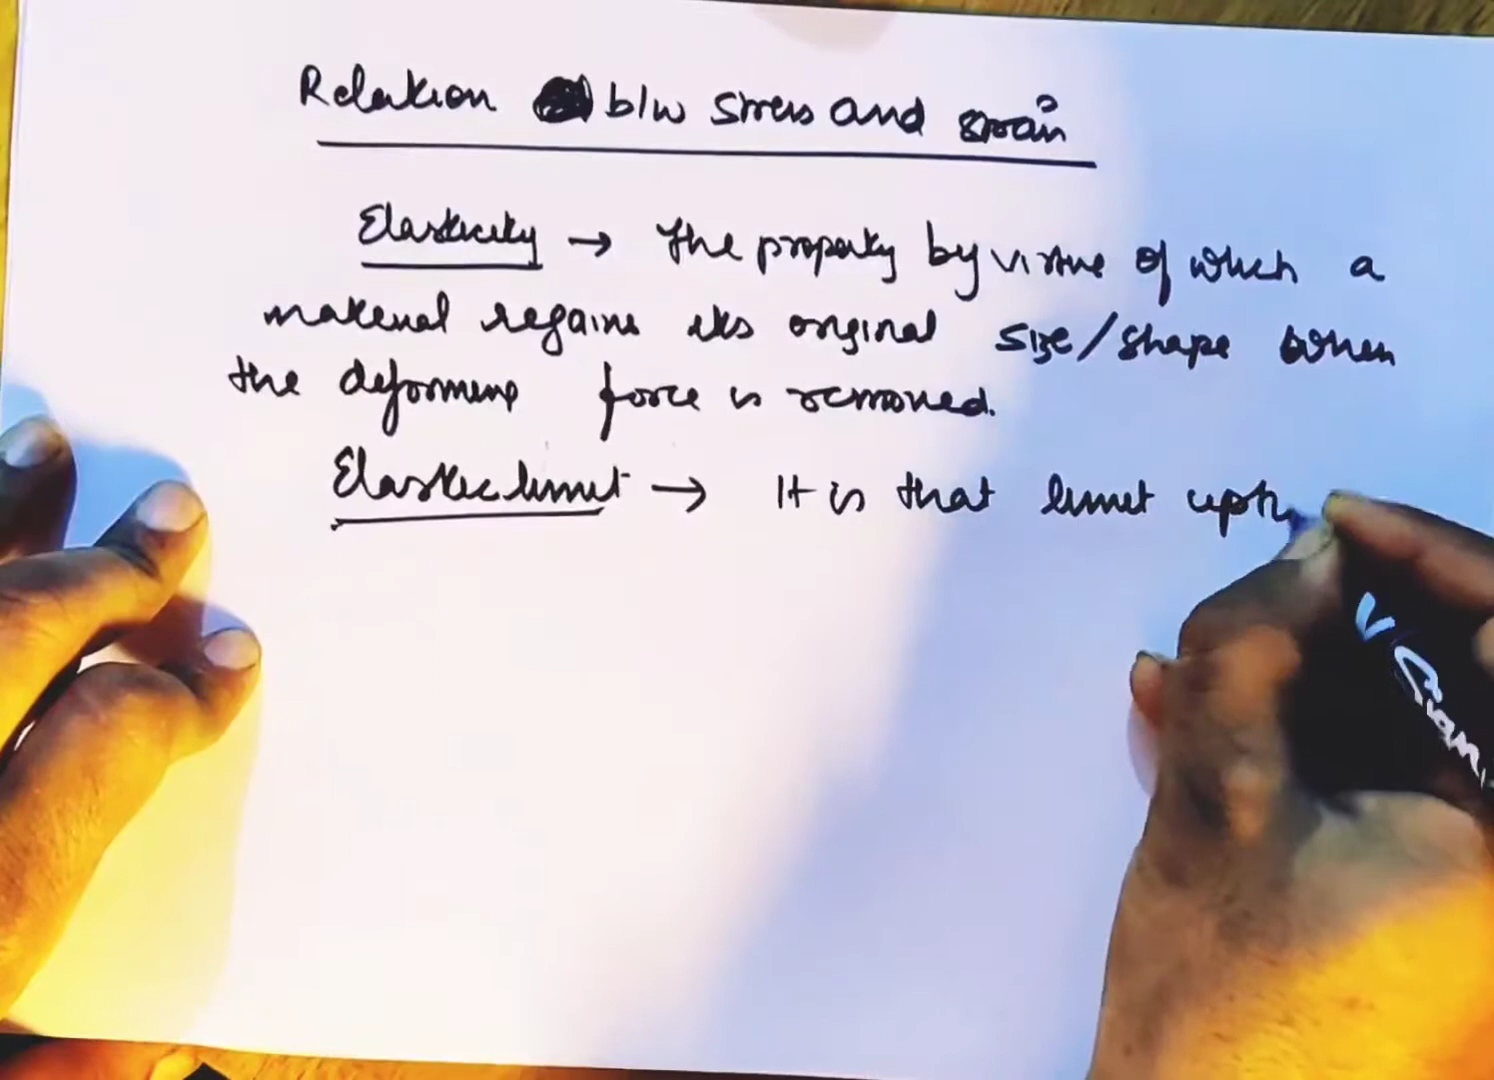 Relation b/w stress and strain
Elasticity → The property by virtue of which a
material regains its original size/shape when
the deforming force is removed.
Elastic limit → It is that limit upto